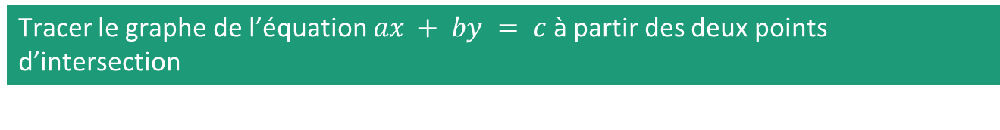 Tracer le graphe de l’équation 𝑎𝑥 + 𝑏𝑦 = 𝑐 à partir des deux points
d’intersection